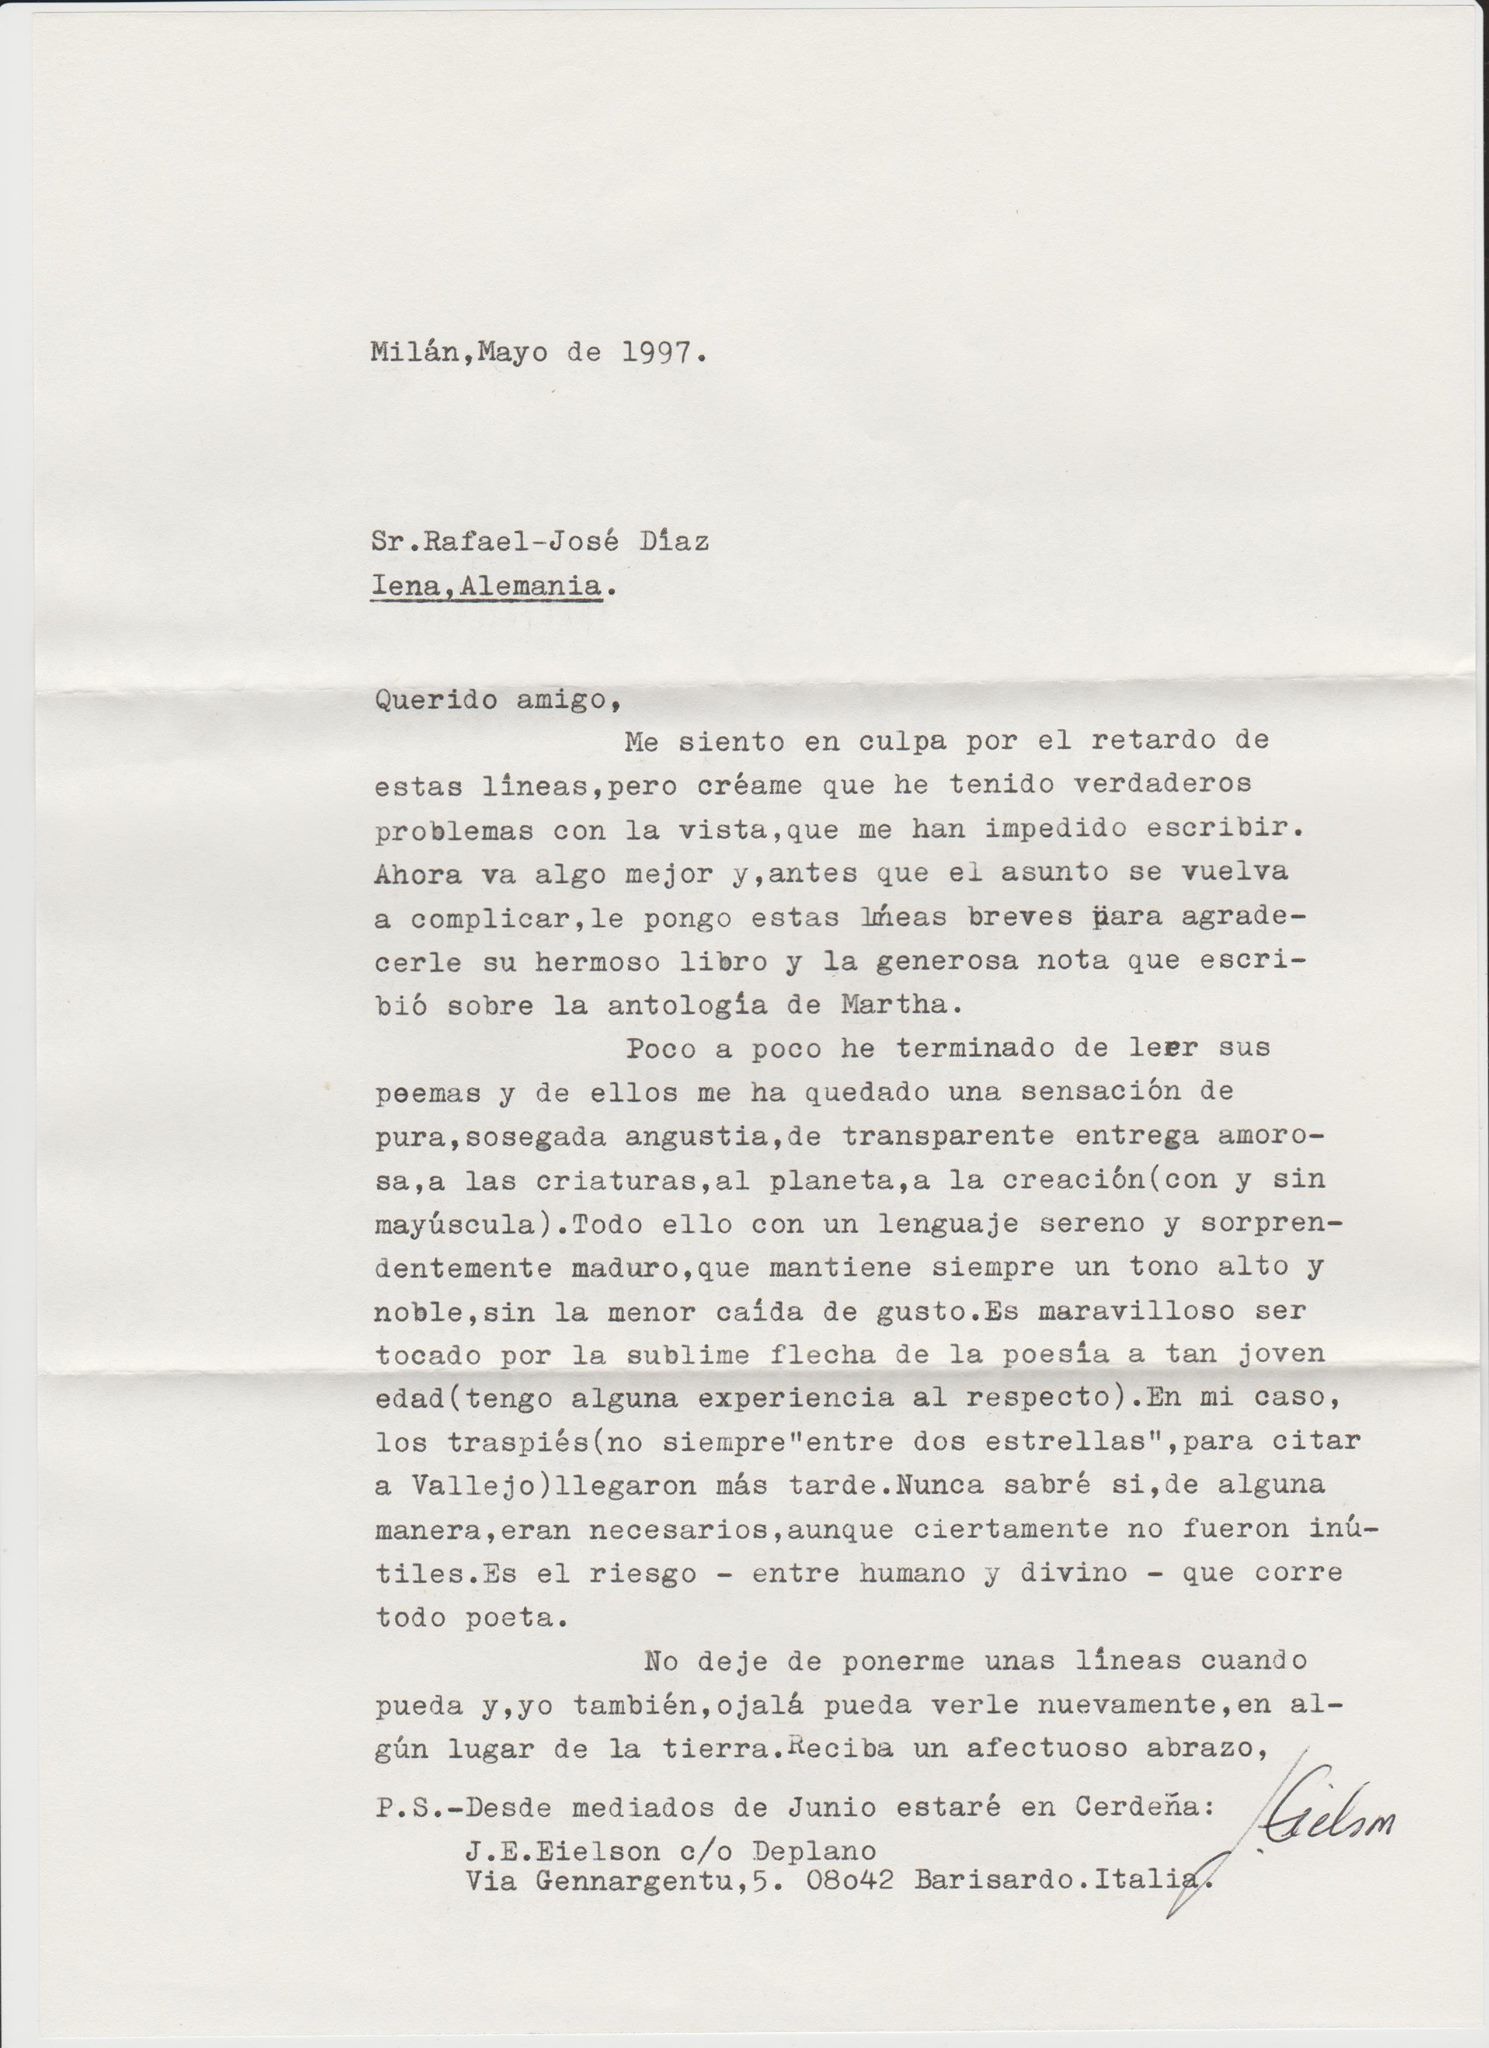 Milán,Mayo de 1997.
Sr.Rafael-José Díaz
Iena,Alemania.
Querido amigo,
Me siento en culpa por el retardo de
estas líneas,pero créame que he tenido verdaderos
problemas con la vista,que me han impedido escribir.
Ahora va algo mejor y,antes que el asunto se vuelva
a complicar,le pongo estas líneas breves para agrade-
cerle su hermoso libro y la generosa nota que escri-
bió sobre la antología de Martha.
Poco a poco he terminado de leer sus
poemas y de ellos me ha quedado una sensación de
pura,sosegada angustia,de transparente entrega amoro-
sa,a las criaturas,al planeta,a la creación(con y sin
mayúscula).Todo ello con un lenguaje sereno y sorpren-
dentemente maduro,que mantiene siempre un tono alto y
noble,sin la menor caída de gusto.Es maravilloso ser
tocado por la sublime flecha de la poesía a tan joven
edad(tengo alguna experiencia al respecto).En mi caso,
los traspiés(no siempre"entre dos estrellas",para citar
a Vallejo)llegaron más tarde.Nunca sabré si,de alguna
manera,eran necesarios,aunque ciertamente no fueron inú-
tiles.Es el riesgo - entre humano y divino - que corre
todo poeta.
No deje de ponerme unas líneas cuando
pueda y,yo también,ojalá pueda verle nuevamente,en al-
gún lugar de la tierra.Reciba un afectuoso abrazo,
J. Eielson
P.S.-Desde mediados de Junio estaré en Cerdeña:
J.E.Eielson c/o Deplano
Via Gennargentu,5. 08o42 Barisardo.Italia.